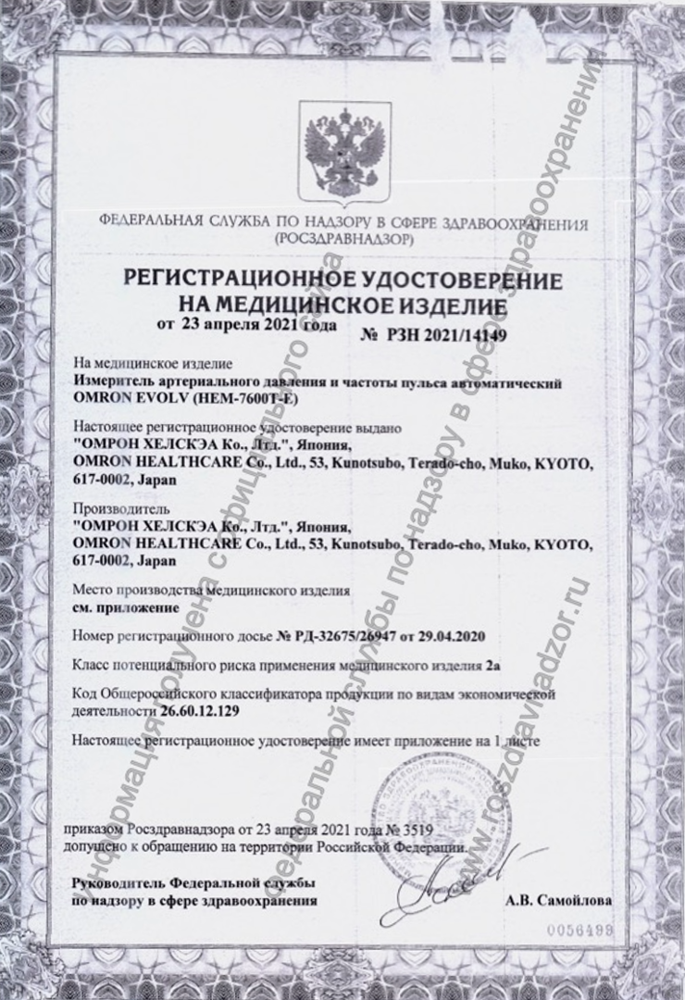 ФЕДЕРАЛЬНАЯ СЛУЖБА ПО НАДЗОРУ В СФЕРЕ ЗДРАВООХРАНЕНИЯ
(РОСЗДРАВНАДЗОР)
РЕГИСТРАЦИОННОЕ УДОСТОВЕРЕНИЕ
НА МЕДИЦИНСКОЕ ИЗДЕЛИЕ
от 23 апреля 2021 года № РЗН 2021/14149
На медицинское изделие
Измеритель артериального давления и частоты пульса автоматический
OMRON EVOLV (HEM-7600T-E)
Настоящее регистрационное удостоверение выдано
"ОМРОН ХЕЛСКЭА Ко., Лтд.", Япония,
OMRON HEALTHCARE Co., Ltd., 53, Kunotsubo, Terado-cho, Muko, KYOTO,
617-0002, Japan
Производитель
"ОМРОН ХЕЛСКЭА Ко., Лтд.", Япония,
OMRON HEALTHCARE Co., Ltd., 53, Kunotsubo, Terado-cho, Muko, KYOTO,
617-0002, Japan
Место производства медицинского изделия
см. приложение
Номер регистрационного досье № РД-32675/26947 от 29.04.2020
Класс потенциального риска применения медицинского изделия 2а
Код Общероссийского классификатора продукции по видам экономической
деятельности 26.60.12.129
Настоящее регистрационное удостоверение имеет приложение на 1 листе
приказом Росздравнадзора от 23 апреля 2021 года № 3519
допущено к обращению на территории Российской Федерации.
Руководитель Федеральной службы
по надзору в сфере здравоохранения
А.В. Самойлова
0056499
Информация получена с официального сайта
Федеральной службы по надзору в сфере здравоохранения
www.roszdravnadzor.ru